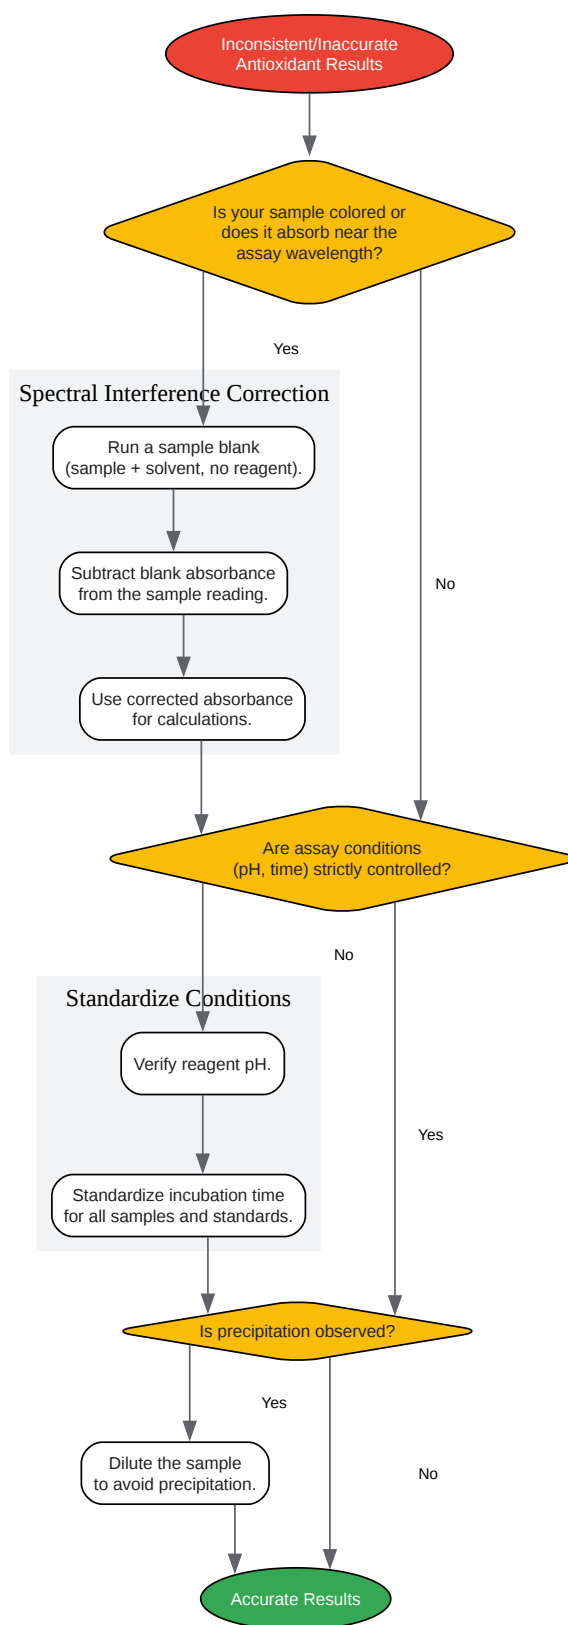 Inconsistent/Inaccurate
Antioxidant Results
Is your sample colored or
does it absorb near the
assay wavelength?
Yes
Spectral Interference Correction
Run a sample blank
(sample + solvent, no reagent).
Subtract blank absorbance
from the sample reading.
No
Use corrected absorbance
for calculations.
Are assay conditions
(pH, time) strictly controlled?
No
Standardize Conditions
Verify reagent pH.
Yes
Standardize incubation time
for all samples and standards.
Is precipitation observed?
Yes
Dilute the sample
to avoid precipitation.
No
Accurate Results